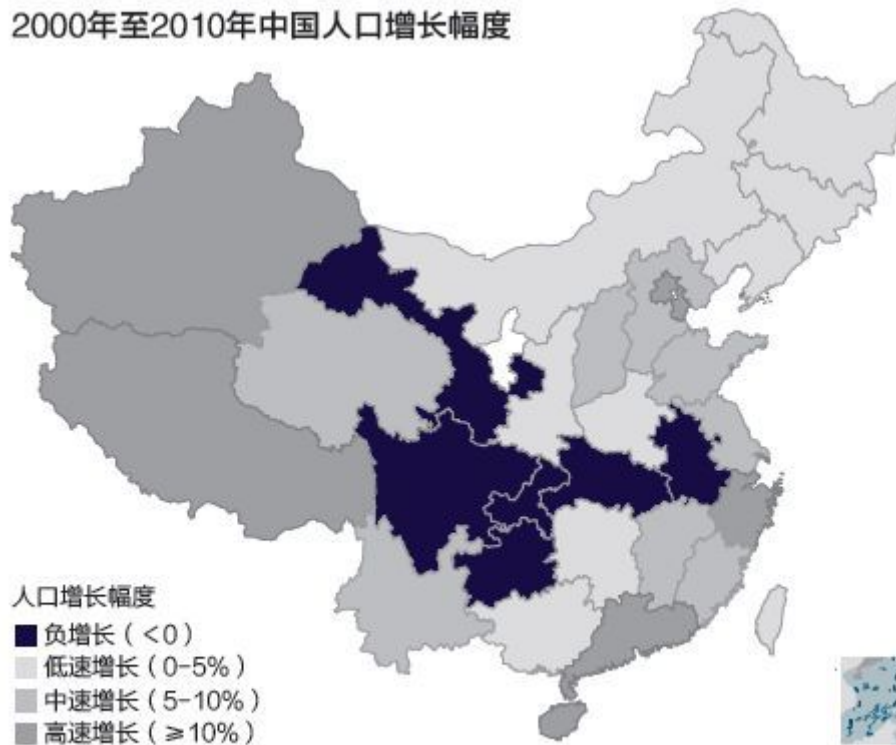 2000年至2010年中国人口增长幅度
人口增长幅度
负增长（<0）
低速增长（0-5%）
中速增长（5-10%）
高速增长（≥10%）